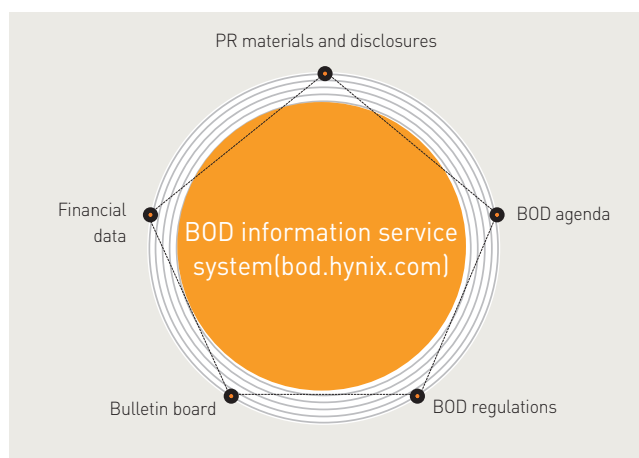 PR materials and disclosures
Financial
data
BOD agenda
BOD information service
system(bod.hynix.com)
Bulletin board
BOD regulations